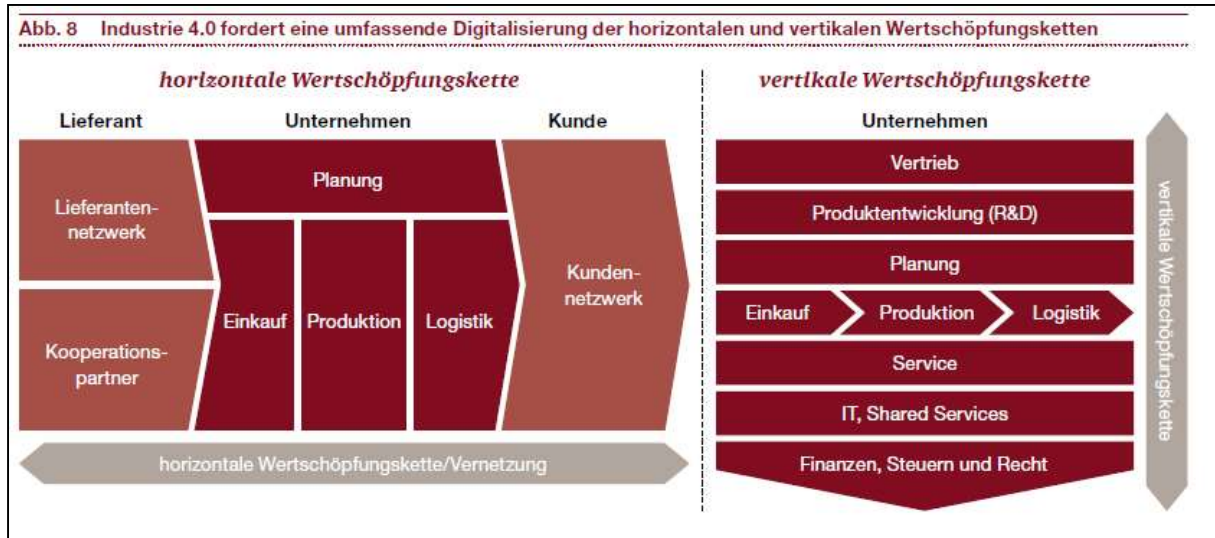 Abb. 8 Industrie 4.0 fordert eine umfassende Digitalisierung der horizontalen und vertikalen Wertschöpfungsketten
horizontale Wertschöpfungskette
Lieferant
Unternehmen
Kunde
Lieferanten-
netzwerk
Kooperations-
partner
Planung
Einkauf
Produktion
Logistik
Kunden-
netzwerk
horizontale Wertschöpfungskette/Vernetzung
vertikale Wertschöpfungskette
Unternehmen
Vertrieb
Produktentwicklung (R&D)
Planung
Einkauf
Produktion
Logistik
Service
IT, Shared Services
Finanzen, Steuern und Recht
vertikale Wertschöpfungskette